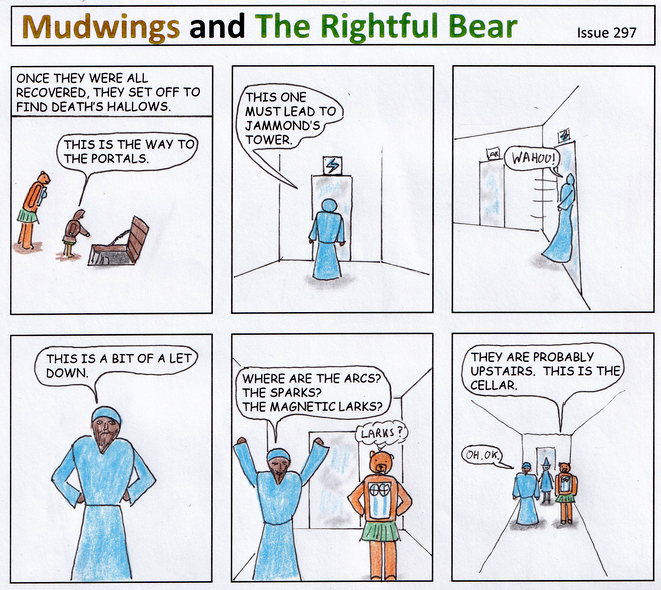 Mudwings and The Rightful Bear
Issue 297
ONCE THEY WERE ALL
RECOVERED, THEY SET OFF TO
FIND DEATH'S HALLOWS.
THIS IS THE WAY TO
THE PORTALS.
THIS ONE
MUST LEAD TO
JAMMOND'S
TOWER.
WAHOO!
THIS IS A BIT OF A LET
DOWN.
WHERE ARE THE ARCS?
THE SPARKS?
THE MAGNETIC LARKS?
LARKS?
THEY ARE PROBABLY
UPSTAIRS. THIS IS THE
CELLAR.
OH. OK.